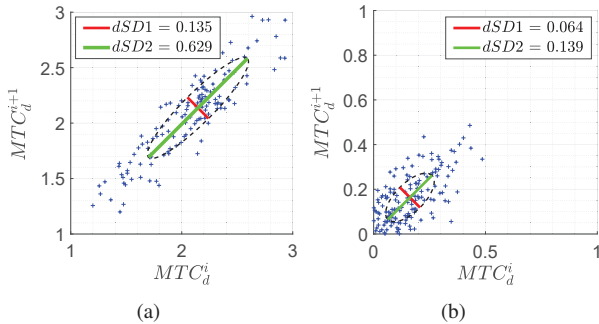 3
2.5
2
1.5
1
1 2 3
MTC_d^{i+1}
MTC_d^i
dSD1 = 0.135
dSD2 = 0.629
(a)
1
0.8
0.6
0.4
0.2
0
0 0.5 1
MTC_d^{i+1}
MTC_d^i
dSD1 = 0.064
dSD2 = 0.139
(b)